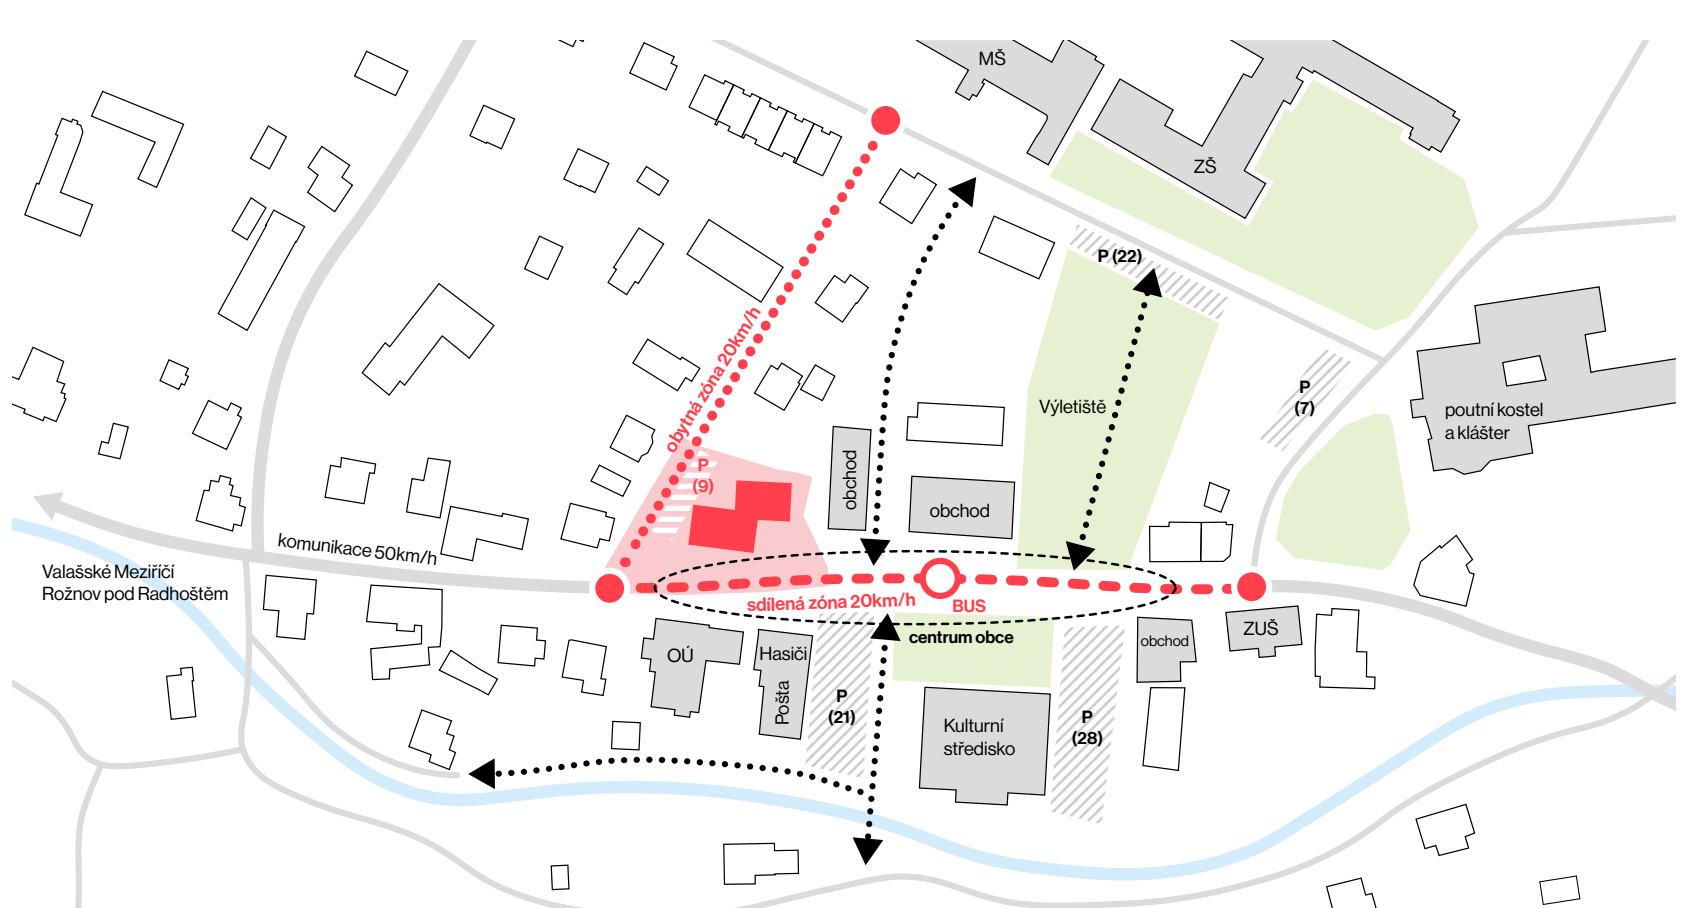 MŠ
ZŠ
P (22)
obytná zóna 20km/h
P
(7)
Výletiště
poutní kostel
a klášter
P
(9)
obchod
obchod
komunikace 50km/h
Valašské Meziříčí
Rožnov pod Radhoštěm
sdílená zóna 20km/h
BUS
centrum obce
obchod
ZUŠ
OÚ
Hasiči
Pošta
P
(21)
Kulturní
středisko
P
(28)